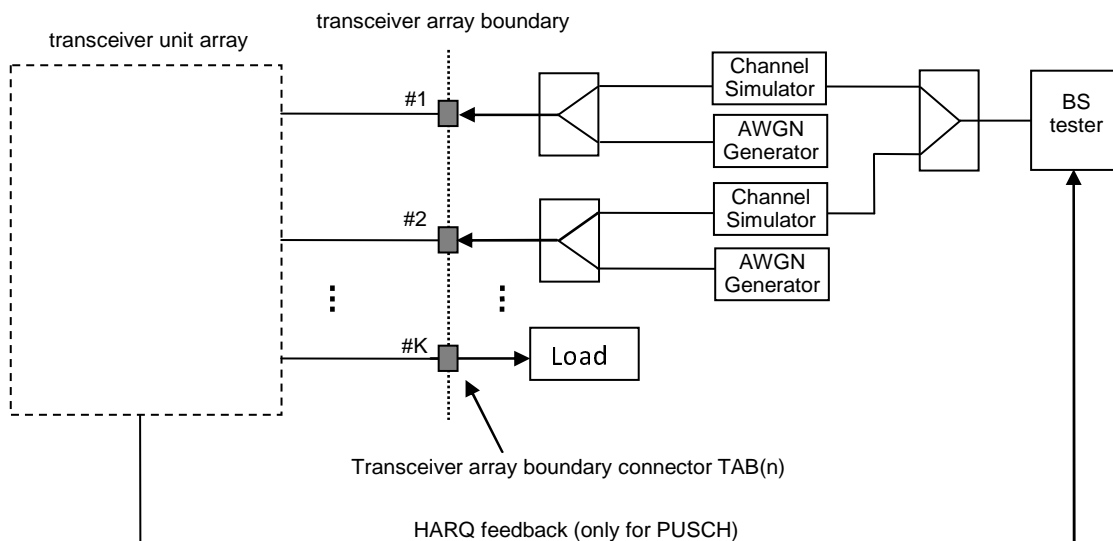 transceiver array boundary
transceiver unit array
#1
Channel
Simulator
AWGN
Generator
BS
tester
#2
Channel
Simulator
AWGN
Generator
#K
Load
Transceiver array boundary connector TAB(n)
HARQ feedback (only for PUSCH)